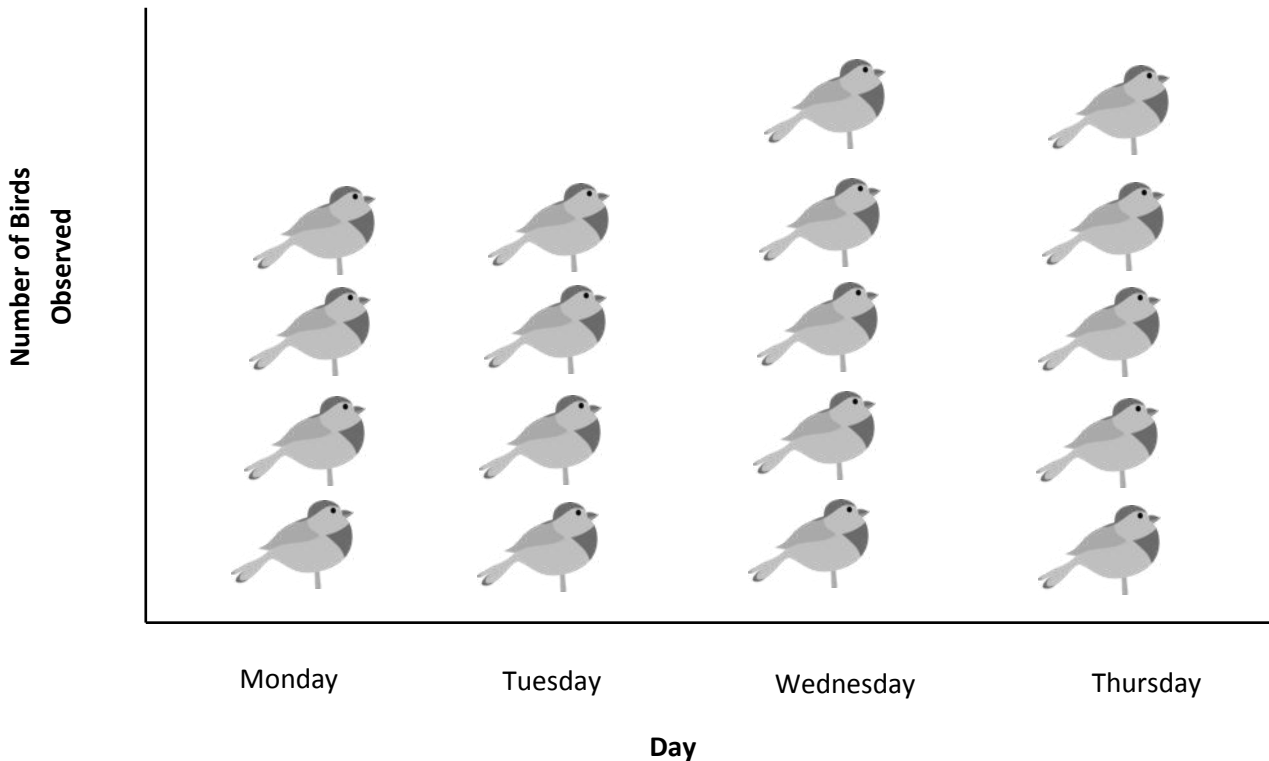 Number of Birds
Observed
Monday
Tuesday
Wednesday
Thursday
Day